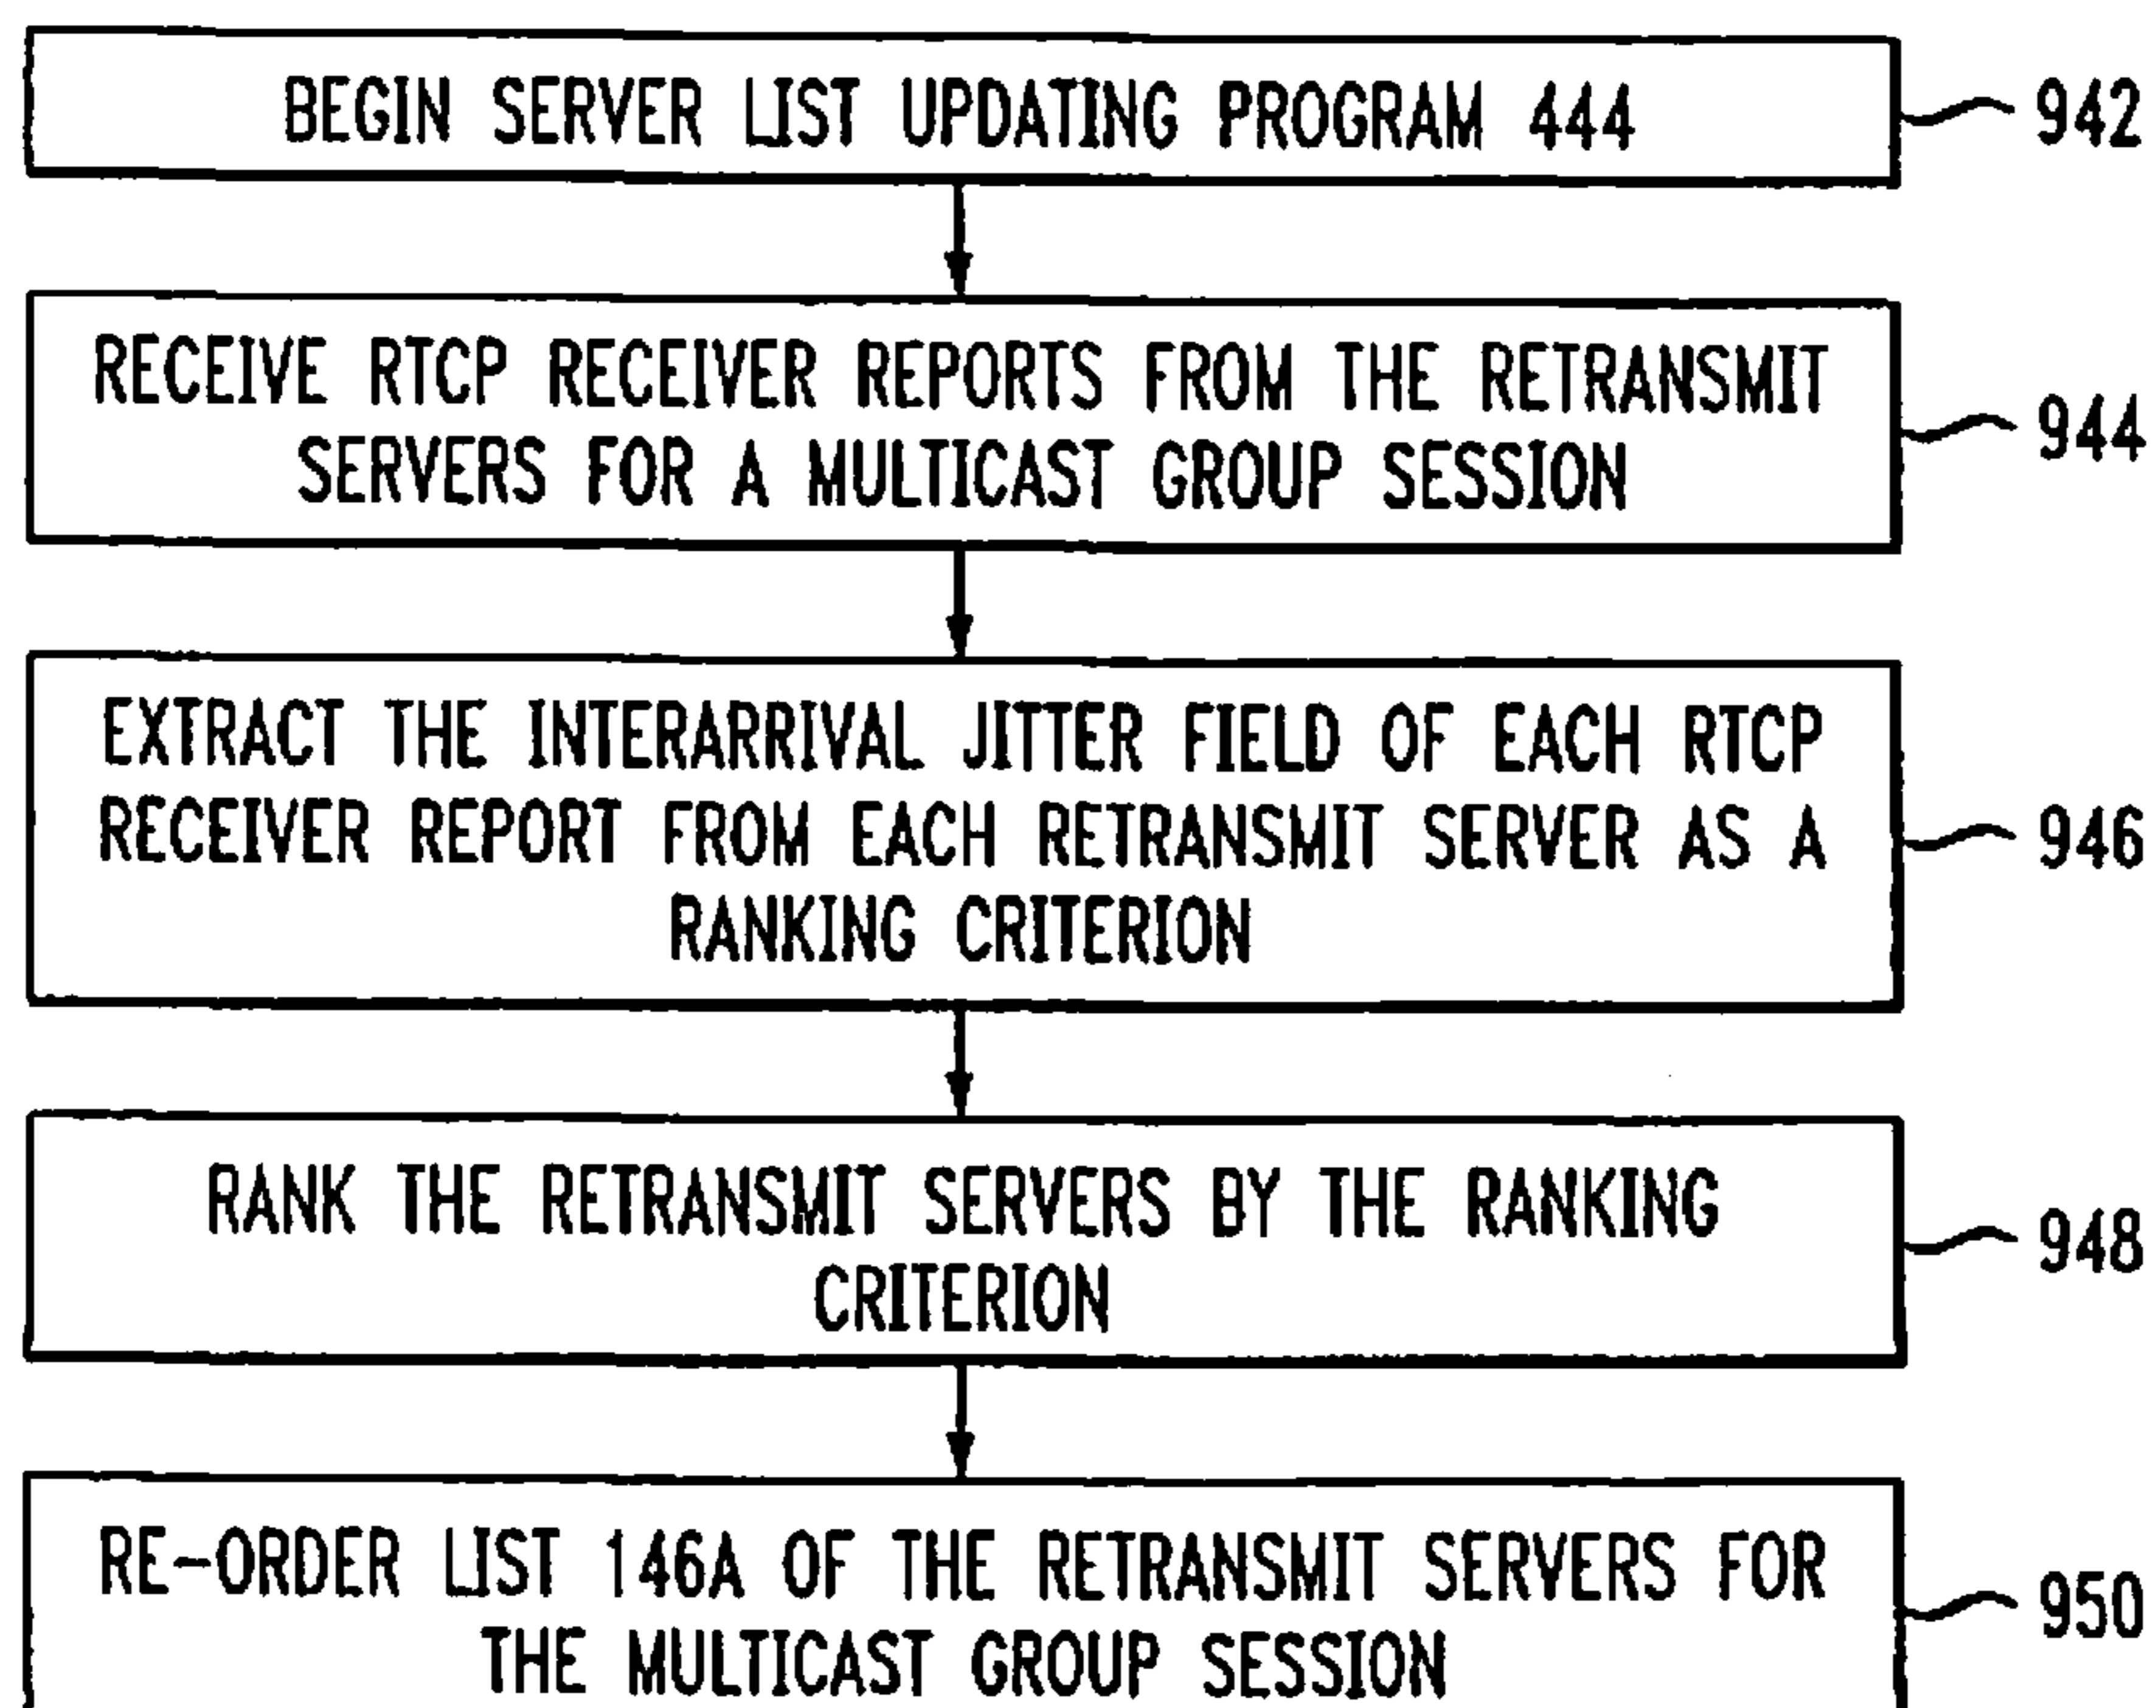 BEGIN SERVER LIST UPDATING PROGRAM 444
942
RECEIVE RTCP RECEIVER REPORTS FROM THE RETRANSMIT
SERVERS FOR A MULTICAST GROUP SESSION
944
EXTRACT THE INTERARRIVAL JITTER FIELD OF EACH RTCP
RECEIVER REPORT FROM EACH RETRANSMIT SERVER AS A
RANKING CRITERION
946
RANK THE RETRANSMIT SERVERS BY THE RANKING
CRITERION
948
RE-ORDER LIST 146A OF THE RETRANSMIT SERVERS FOR
THE MULTICAST GROUP SESSION
950